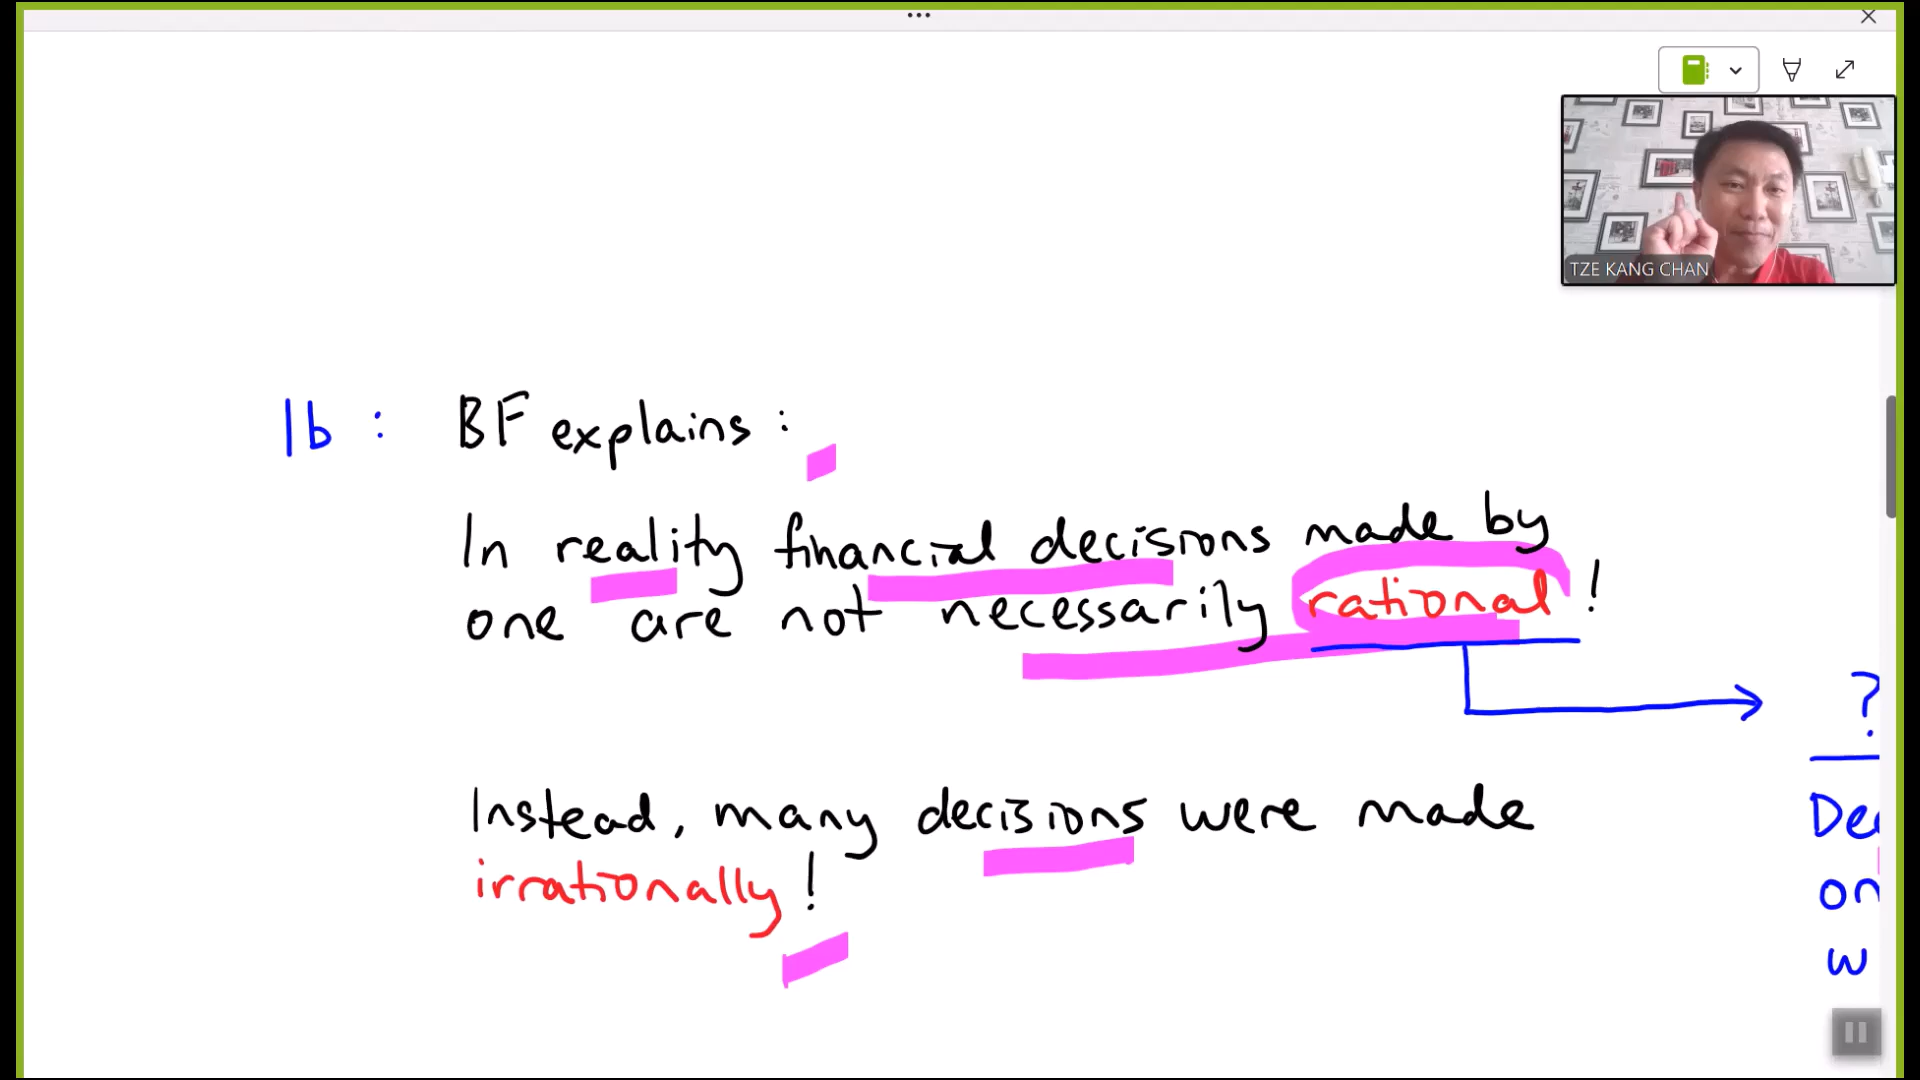 TZE KANG CHAN
1b : BF explains :
In reality financial decisions made by
one are not necessarily rational !
?
Instead, many decisions were made
irrationally !
on
w